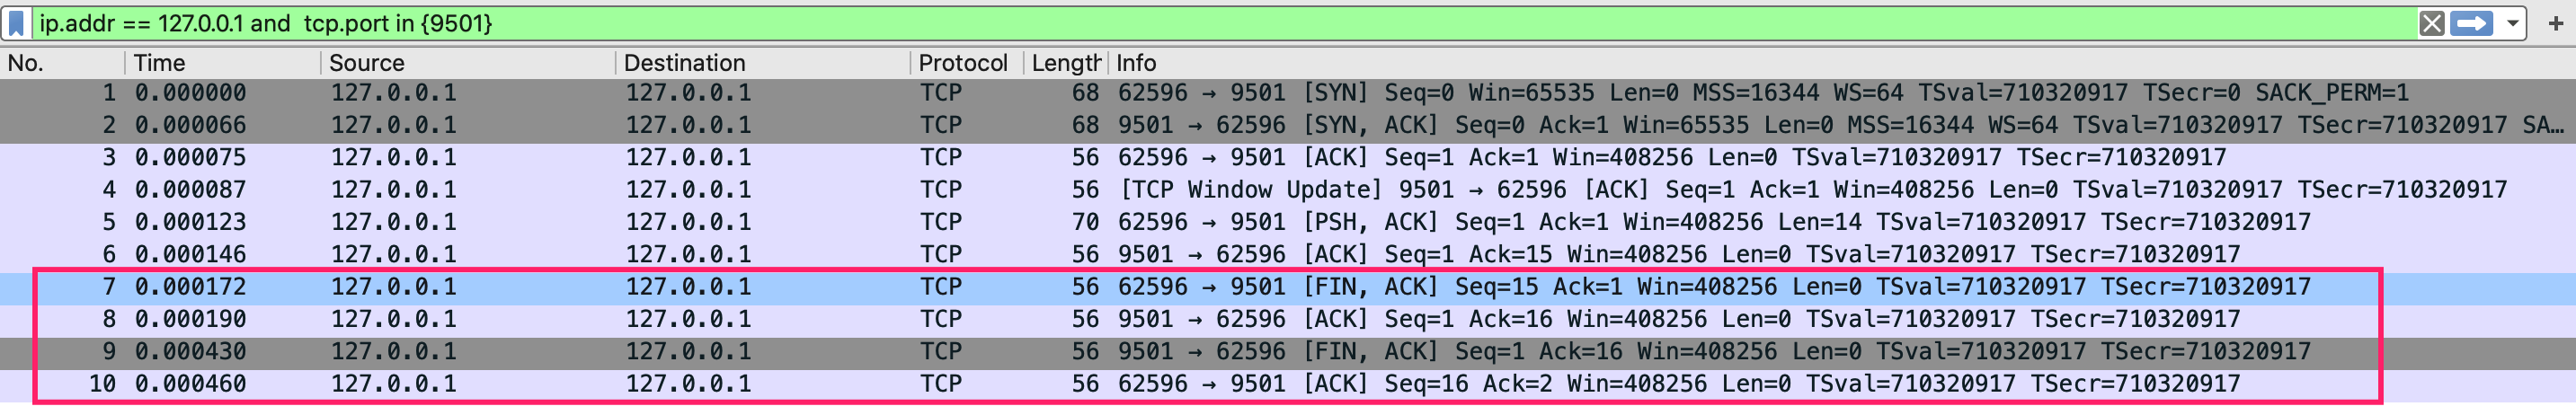 ip.addr == 127.0.0.1 and  tcp.port in {9501}
No. Time Source Destination Protocol Length Info
1 0.000000 127.0.0.1 127.0.0.1 TCP 68 62596 → 9501 [SYN] Seq=0 Win=65535 Len=0 MSS=16344 WS=64 TSval=710320917 TSecr=0 SACK_PERM=1
2 0.000066 127.0.0.1 127.0.0.1 TCP 68 9501 → 62596 [SYN, ACK] Seq=0 Ack=1 Win=65535 Len=0 MSS=16344 WS=64 TSval=710320917 TSecr=710320917 SA…
3 0.000075 127.0.0.1 127.0.0.1 TCP 56 62596 → 9501 [ACK] Seq=1 Ack=1 Win=408256 Len=0 TSval=710320917 TSecr=710320917
4 0.000087 127.0.0.1 127.0.0.1 TCP 56 [TCP Window Update] 9501 → 62596 [ACK] Seq=1 Ack=1 Win=408256 Len=0 TSval=710320917 TSecr=710320917
5 0.000123 127.0.0.1 127.0.0.1 TCP 70 62596 → 9501 [PSH, ACK] Seq=1 Ack=1 Win=408256 Len=14 TSval=710320917 TSecr=710320917
6 0.000146 127.0.0.1 127.0.0.1 TCP 56 9501 → 62596 [ACK] Seq=1 Ack=15 Win=408256 Len=0 TSval=710320917 TSecr=710320917
7 0.000172 127.0.0.1 127.0.0.1 TCP 56 62596 → 9501 [FIN, ACK] Seq=15 Ack=1 Win=408256 Len=0 TSval=710320917 TSecr=710320917
8 0.000190 127.0.0.1 127.0.0.1 TCP 56 9501 → 62596 [ACK] Seq=1 Ack=16 Win=408256 Len=0 TSval=710320917 TSecr=710320917
9 0.000430 127.0.0.1 127.0.0.1 TCP 56 9501 → 62596 [FIN, ACK] Seq=1 Ack=16 Win=408256 Len=0 TSval=710320917 TSecr=710320917
10 0.000460 127.0.0.1 127.0.0.1 TCP 56 62596 → 9501 [ACK] Seq=16 Ack=2 Win=408256 Len=0 TSval=710320917 TSecr=710320917